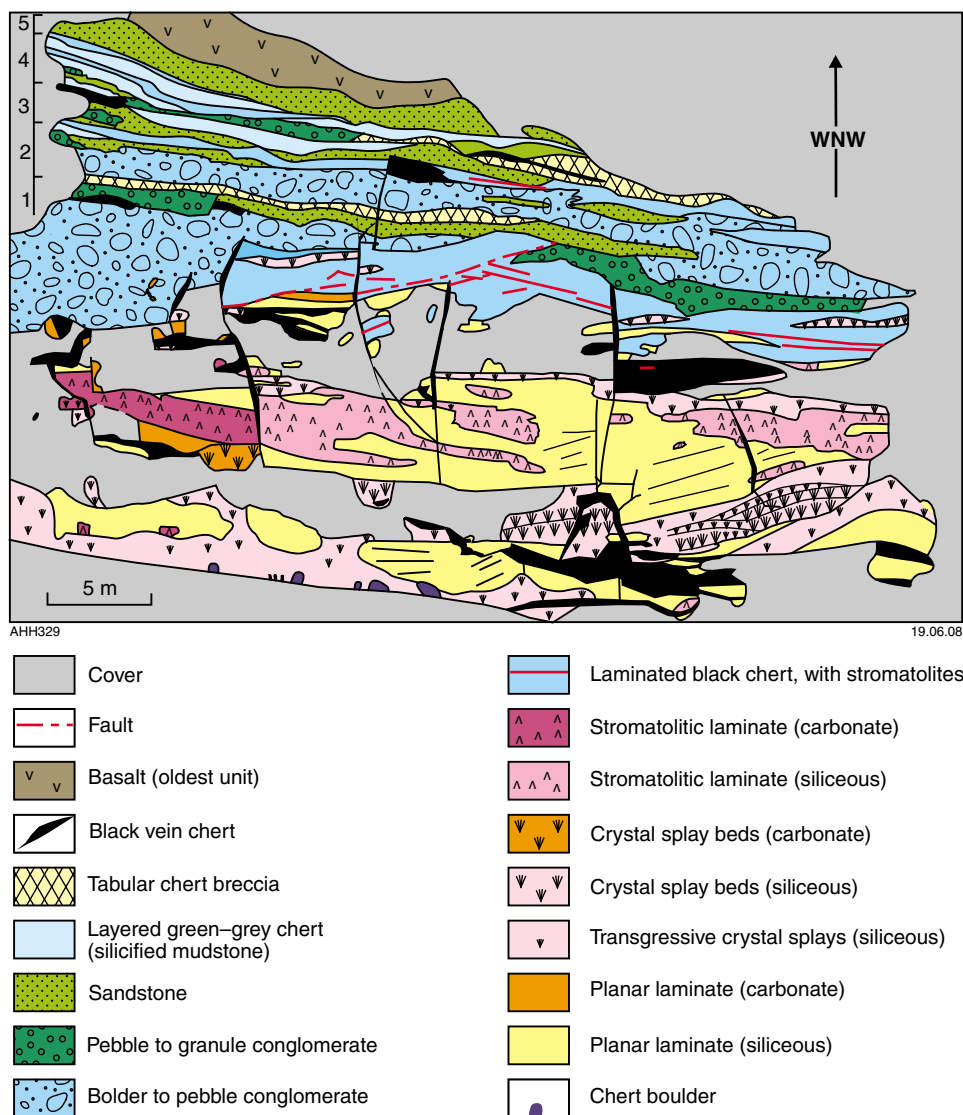 5
4
3
2
1
WNW
5 m
AHH329
19.06.08
Cover
Fault
Basalt (oldest unit)
Black vein chert
Tabular chert breccia
Layered green–grey chert
(silicified mudstone)
Sandstone
Pebble to granule conglomerate
Bolder to pebble conglomerate
Laminated black chert, with stromatolites
Stromatolitic laminate (carbonate)
Stromatolitic laminate (siliceous)
Crystal splay beds (carbonate)
Crystal splay beds (siliceous)
Transgressive crystal splays (siliceous)
Planar laminate (carbonate)
Planar laminate (siliceous)
Chert boulder